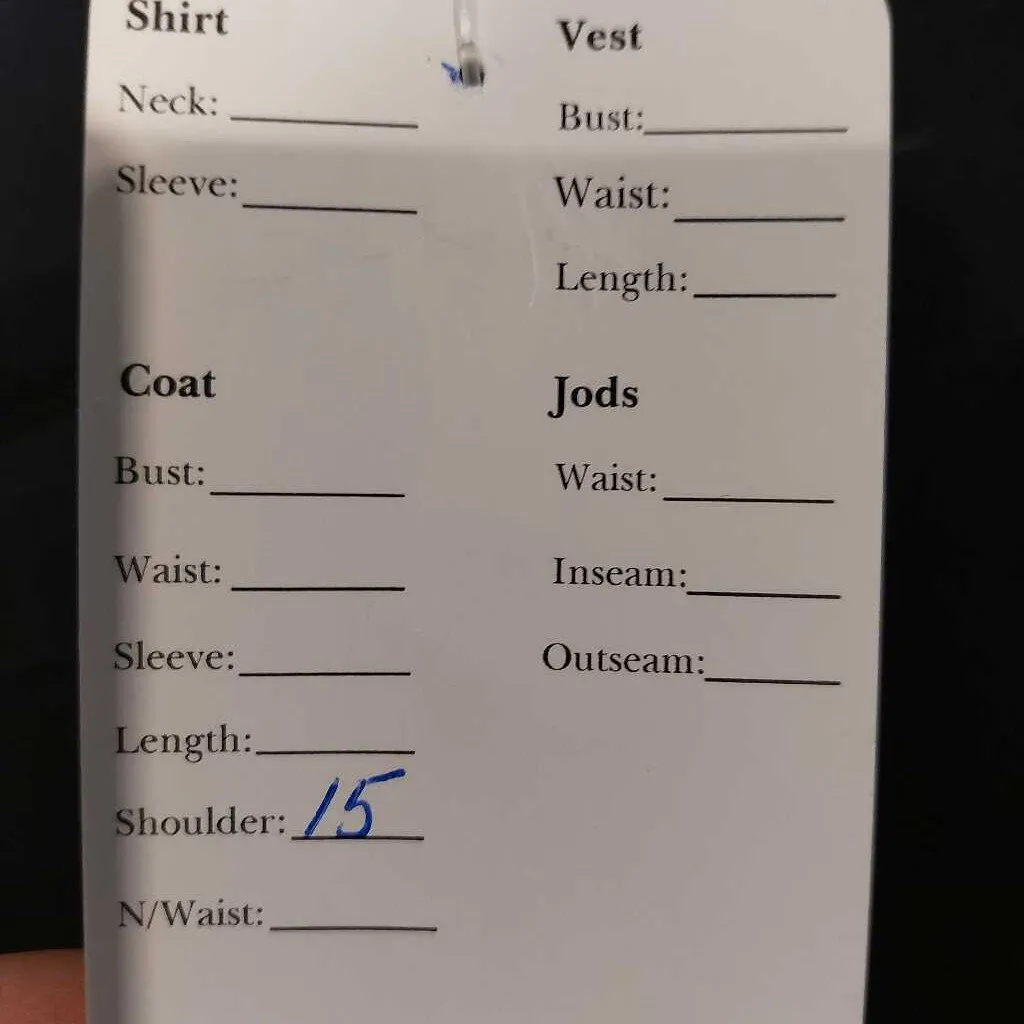 Shirt
Neck:
Sleeve:
Vest
Bust:
Waist:
Length:
Coat
Bust:
Waist:
Sleeve:
Length:
Shoulder: 15
N/Waist:
Jods
Waist:
Inseam:
Outseam: